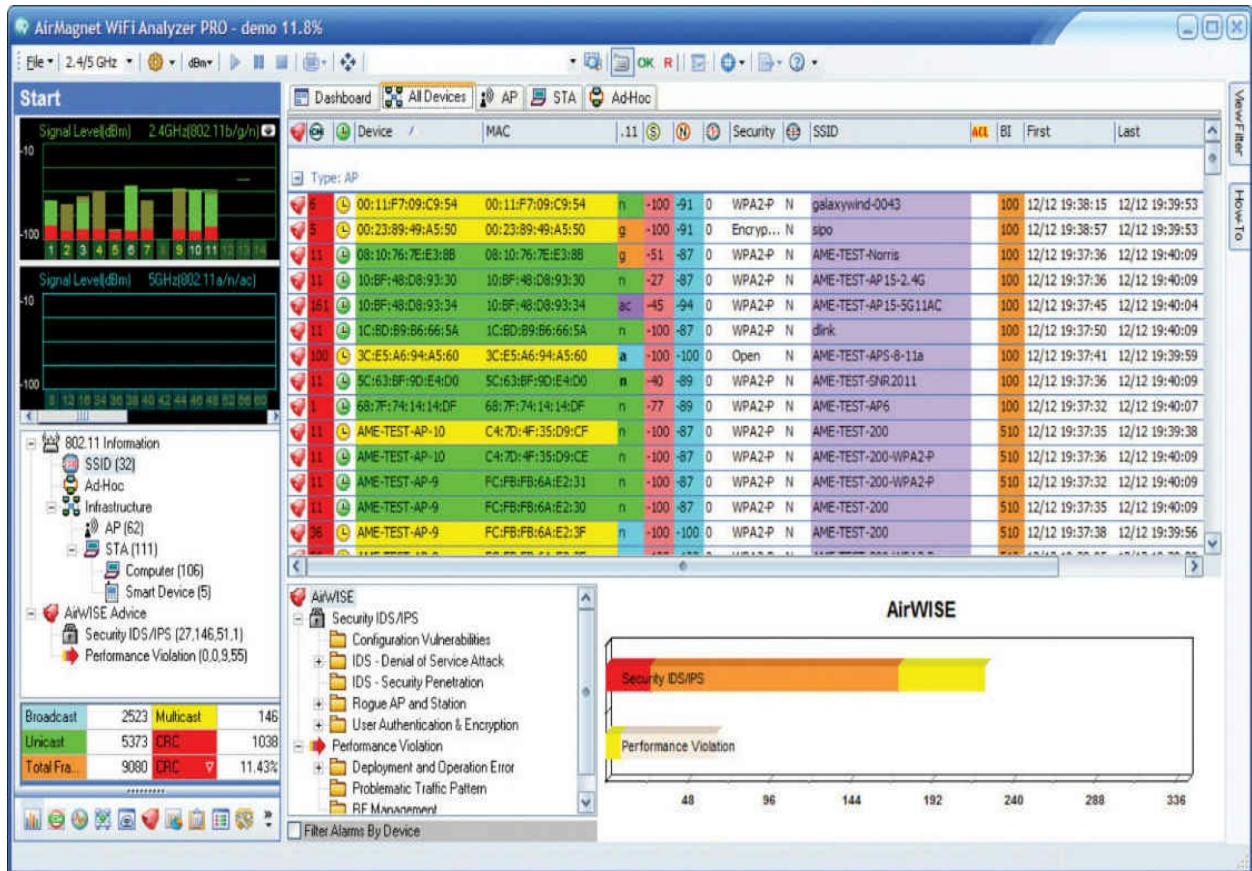 AirMagnet WiFi Analyzer PRO - demo 11.8%
File 2.4/5 GHz dBm OK R
Start
Dashboard All Devices AP STA Ad-Hoc
View Filter
How-To
Signal Level(dBm) 2.4GHz(802.11b/g/n)
-10
-100
1 2 3 4 5 6 7 8 9 10 11 12 13 14
Signal Level(dBm) 5GHz(802.11a/n/ac)
-10
-100
8 12 16 34 36 38 40 42 44 46 48 52 56 60
802.11 Information
SSID (32)
Ad-Hoc
Infrastructure
AP (62)
STA (111)
Computer (106)
Smart Device (5)
AirWISE Advice
Security IDS/IPS (27,146,51,1)
Performance Violation (0,0,9,55)
Broadcast 2523 Multicast 146
Unicast 5373 CRC 1038
Total Fra... 9080 CRC 11.43%
CH Device / MAC .11 S N Security SSID ACL BI First Last
Type: AP
6 00:11:F7:09:C9:54 00:11:F7:09:C9:54 n -100 -91 0 WPA2-P N galaxywind-0043 100 12/12 19:38:15 12/12 19:39:53
5 00:23:89:49:A5:50 00:23:89:49:A5:50 g -100 -91 0 Encryp... N sipo 100 12/12 19:38:57 12/12 19:39:53
11 08:10:76:7E:E3:8B 08:10:76:7E:E3:8B g -51 -87 0 WPA2-P N AME-TEST-Norris 100 12/12 19:37:36 12/12 19:40:09
11 10:BF:48:D8:93:30 10:BF:48:D8:93:30 n -27 -87 0 WPA2-P N AME-TEST-AP15-2.4G 100 12/12 19:37:36 12/12 19:40:09
161 10:BF:48:D8:93:34 10:BF:48:D8:93:34 ac -45 -94 0 WPA2-P N AME-TEST-AP15-5G11AC 100 12/12 19:37:45 12/12 19:40:04
11 1C:BD:B9:B6:66:5A 1C:BD:B9:B6:66:5A n -100 -87 0 WPA2-P N dlink 100 12/12 19:37:50 12/12 19:40:09
100 3C:E5:A6:94:A5:60 3C:E5:A6:94:A5:60 a -100 -100 0 Open N AME-TEST-APS-8-11a 100 12/12 19:37:41 12/12 19:39:59
11 5C:63:BF:9D:E4:D0 5C:63:BF:9D:E4:D0 n -40 -89 0 WPA2-P N AME-TEST-SNR2011 100 12/12 19:37:36 12/12 19:40:09
1 68:7F:74:14:14:DF 68:7F:74:14:14:DF n -77 -89 0 WPA2-P N AME-TEST-AP6 100 12/12 19:37:32 12/12 19:40:07
11 AME-TEST-AP-10 C4:7D:4F:35:D9:CF n -100 -87 0 WPA2-P N AME-TEST-200 510 12/12 19:37:35 12/12 19:39:38
11 AME-TEST-AP-10 C4:7D:4F:35:D9:CE n -100 -87 0 WPA2-P N AME-TEST-200-WPA2-P 510 12/12 19:37:36 12/12 19:40:09
11 AME-TEST-AP-9 FC:FB:FB:6A:E2:31 n -100 -87 0 WPA2-P N AME-TEST-200-WPA2-P 510 12/12 19:37:32 12/12 19:40:09
11 AME-TEST-AP-9 FC:FB:FB:6A:E2:30 n -100 -87 0 WPA2-P N AME-TEST-200 510 12/12 19:37:35 12/12 19:40:09
36 AME-TEST-AP-9 FC:FB:FB:6A:E2:3F n -100 -100 0 WPA2-P N AME-TEST-200 510 12/12 19:37:38 12/12 19:39:56
AirWISE
Security IDS/IPS
Configuration Vulnerabilities
IDS - Denial of Service Attack
IDS - Security Penetration
Rogue AP and Station
User Authentication & Encryption
Performance Violation
Deployment and Operation Error
Problematic Traffic Pattern
RF Management
Filter Alarms By Device
AirWISE
Security IDS/IPS
Performance Violation
48 96 144 192 240 288 336